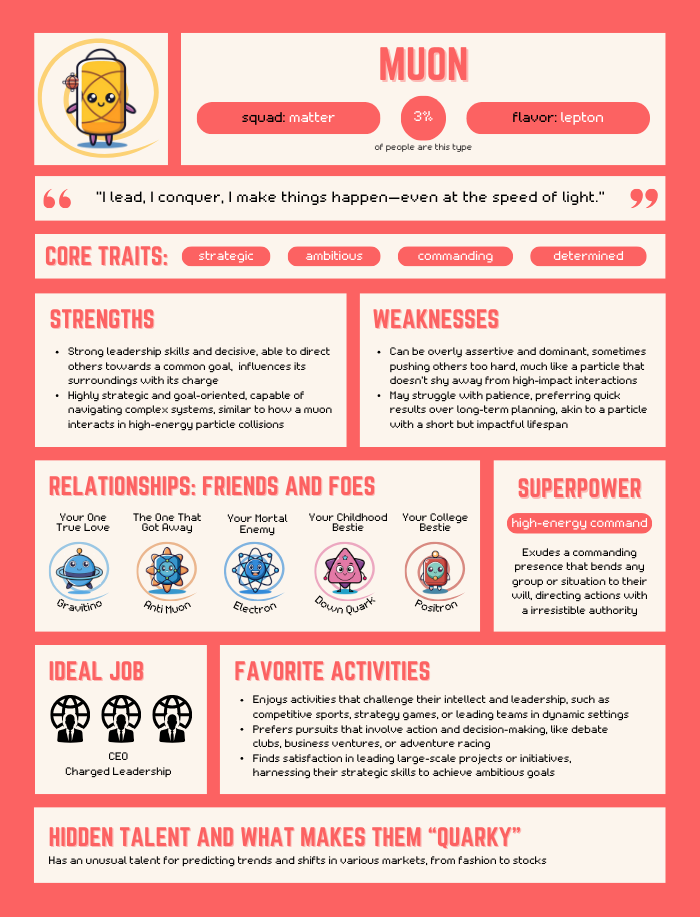 MUON
squad: matter
3%
flavor: lepton
of people are this type
"I lead, I conquer, I make things happen—even at the speed of light."
CORE TRAITS:
strategic
ambitious
commanding
determined
STRENGTHS
• Strong leadership skills and decisive, able to direct
others towards a common goal, influences its
surroundings with its charge
• Highly strategic and goal-oriented, capable of
navigating complex systems, similar to how a muon
interacts in high-energy particle collisions
WEAKNESSES
• Can be overly assertive and dominant, sometimes
pushing others too hard, much like a particle that
doesn't shy away from high-impact interactions
• May struggle with patience, preferring quick
results over long-term planning, akin to a particle
with a short but impactful lifespan
RELATIONSHIPS: FRIENDS AND FOES
Your One
True Love
Gravitino
The One That
Got Away
Anti Muon
Your Mortal
Enemy
Electron
Your Childhood
Bestie
Down Quark
Your College
Bestie
Positron
SUPERPOWER
high-energy command
Exudes a commanding
presence that bends any
group or situation to their
will, directing actions with
a irresistible authority
IDEAL JOB
CEO
Charged Leadership
FAVORITE ACTIVITIES
• Enjoys activities that challenge their intellect and leadership, such as
competitive sports, strategy games, or leading teams in dynamic settings
• Prefers pursuits that involve action and decision-making, like debate
clubs, business ventures, or adventure racing
• Finds satisfaction in leading large-scale projects or initiatives,
harnessing their strategic skills to achieve ambitious goals
HIDDEN TALENT AND WHAT MAKES THEM “QUARKY”
Has an unusual talent for predicting trends and shifts in various markets, from fashion to stocks